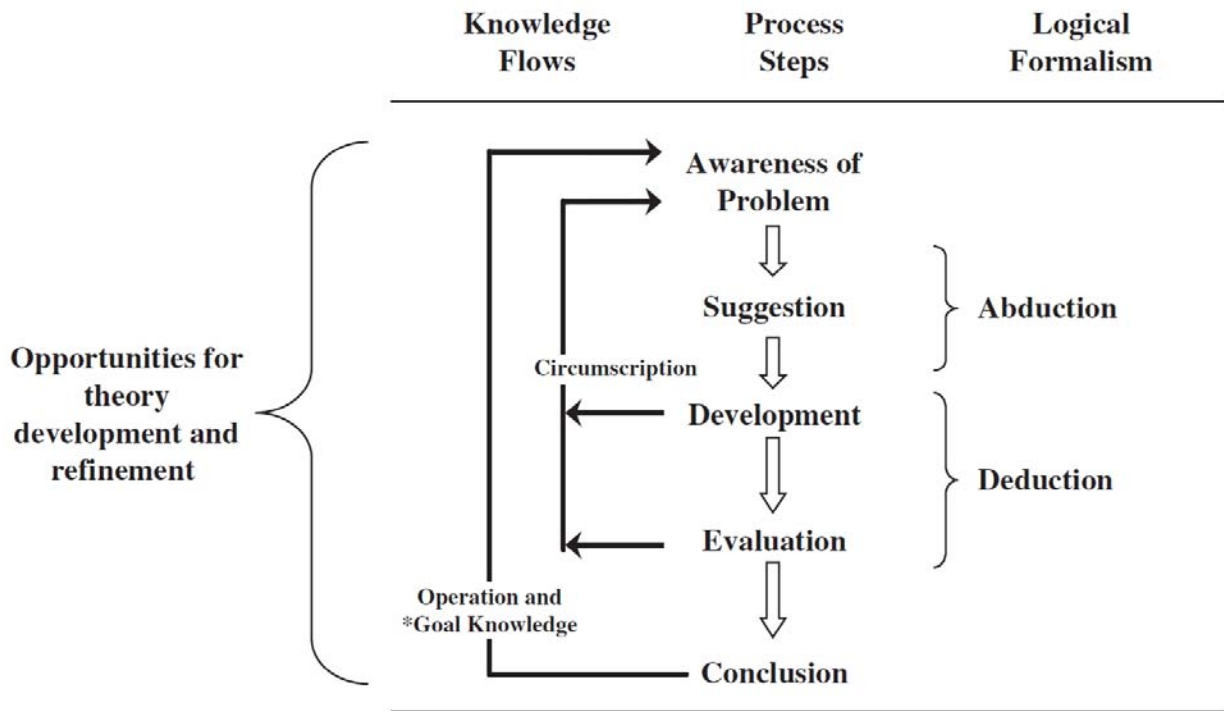 Knowledge
Flows
Process
Steps
Logical
Formalism
Awareness of
Problem
Suggestion
Abduction
Circumscription
Opportunities for
theory
development and
refinement
Development
Deduction
Evaluation
Operation and
*Goal Knowledge
Conclusion